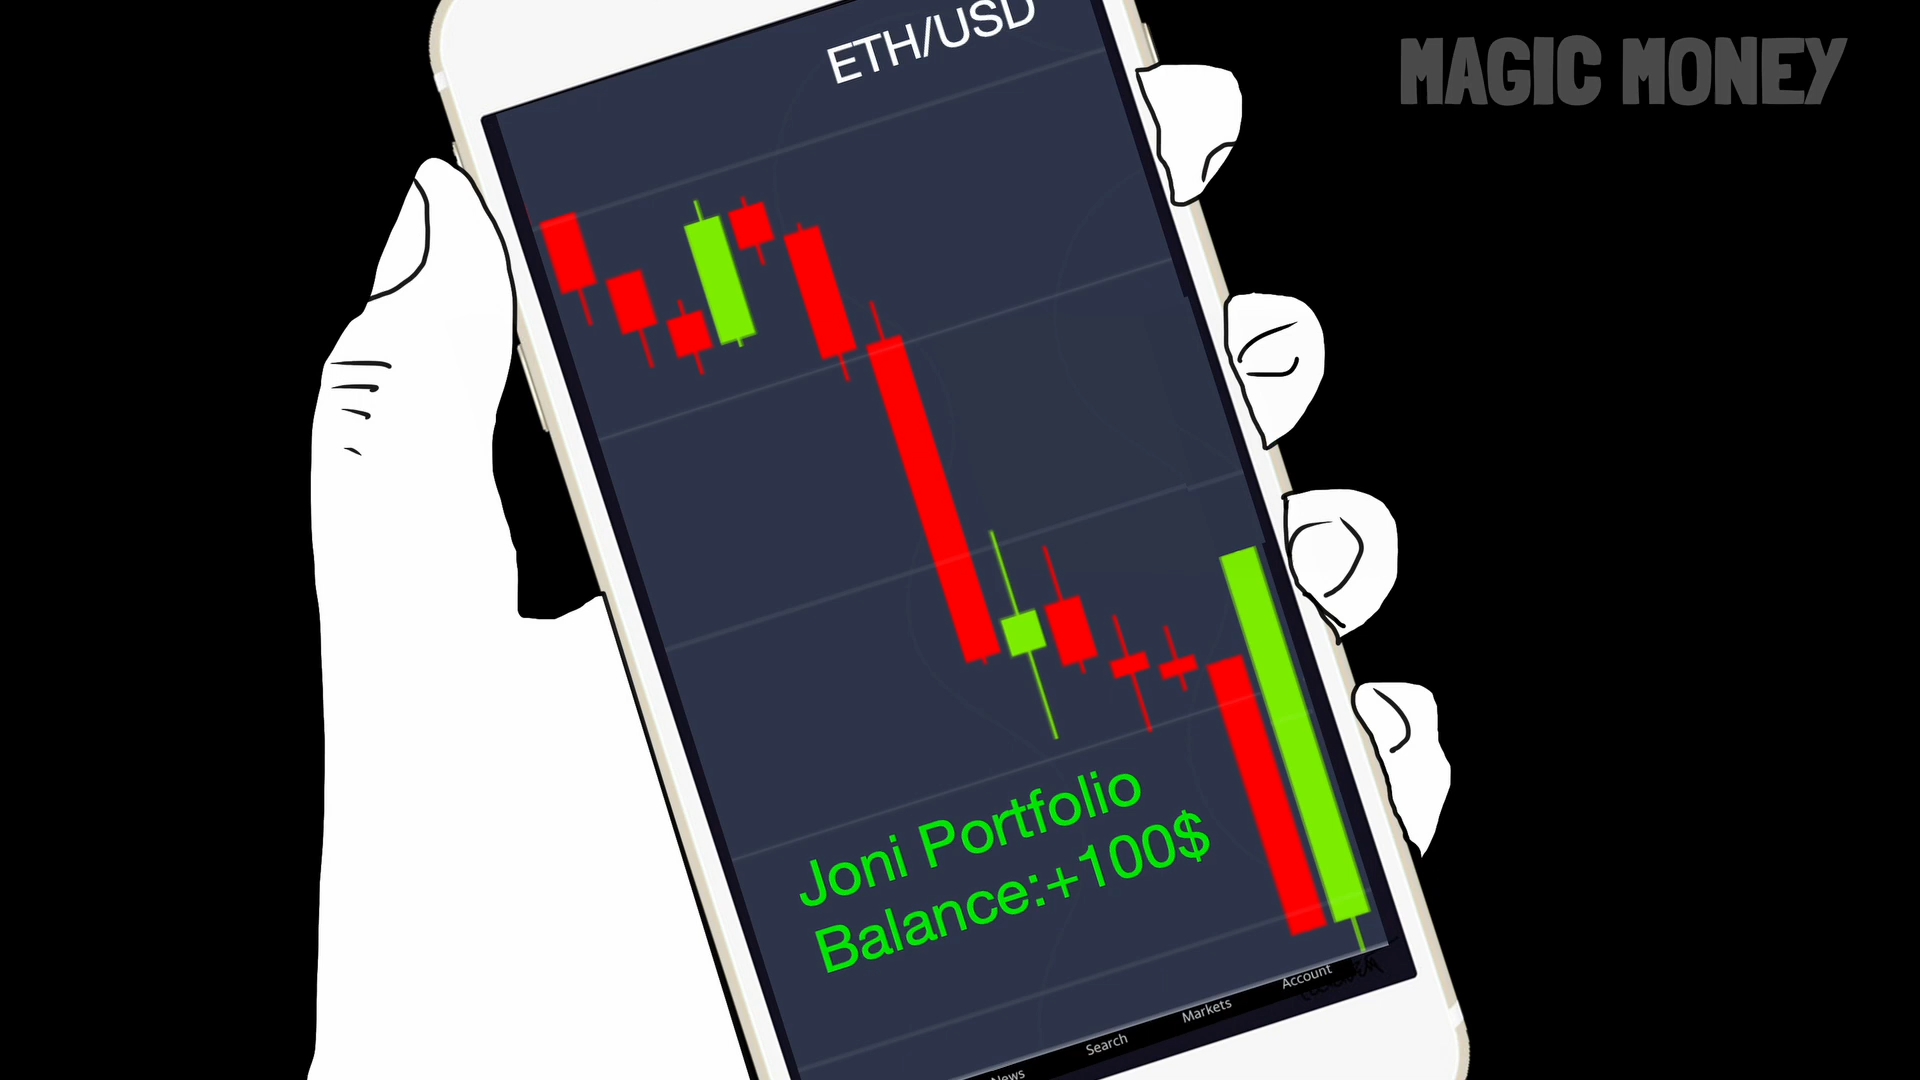 ETH/USD
MAGIC MONEY
Joni Portfolio
Balance:+100$
News
Search
Markets
Account